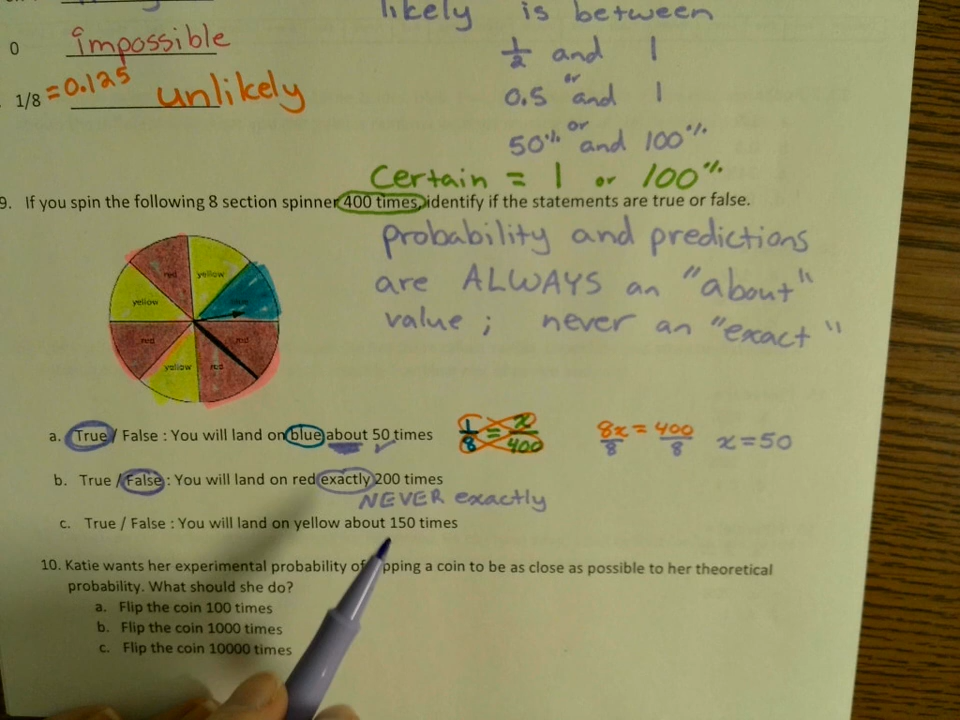 likely is between
0 impossible
1/2 and 1
or
1/8 = 0.125 unlikely
0.5 and 1
or
50% and 100%
Certain = 1 or 100%
9. If you spin the following 8 section spinner 400 times, identify if the statements are true or false.
probability and predictions
are ALWAYS an "about"
value; never an "exact"
red yellow
yellow
red red
yellow red
a. True / False : You will land on blue about 50 times 1/8 = x/400 8x/8 = 400/8 x=50
b. True / False : You will land on red exactly 200 times
NEVER exactly
c. True / False : You will land on yellow about 150 times
10. Katie wants her experimental probability of flipping a coin to be as close as possible to her theoretical
probability. What should she do?
a. Flip the coin 100 times
b. Flip the coin 1000 times
c. Flip the coin 10000 times